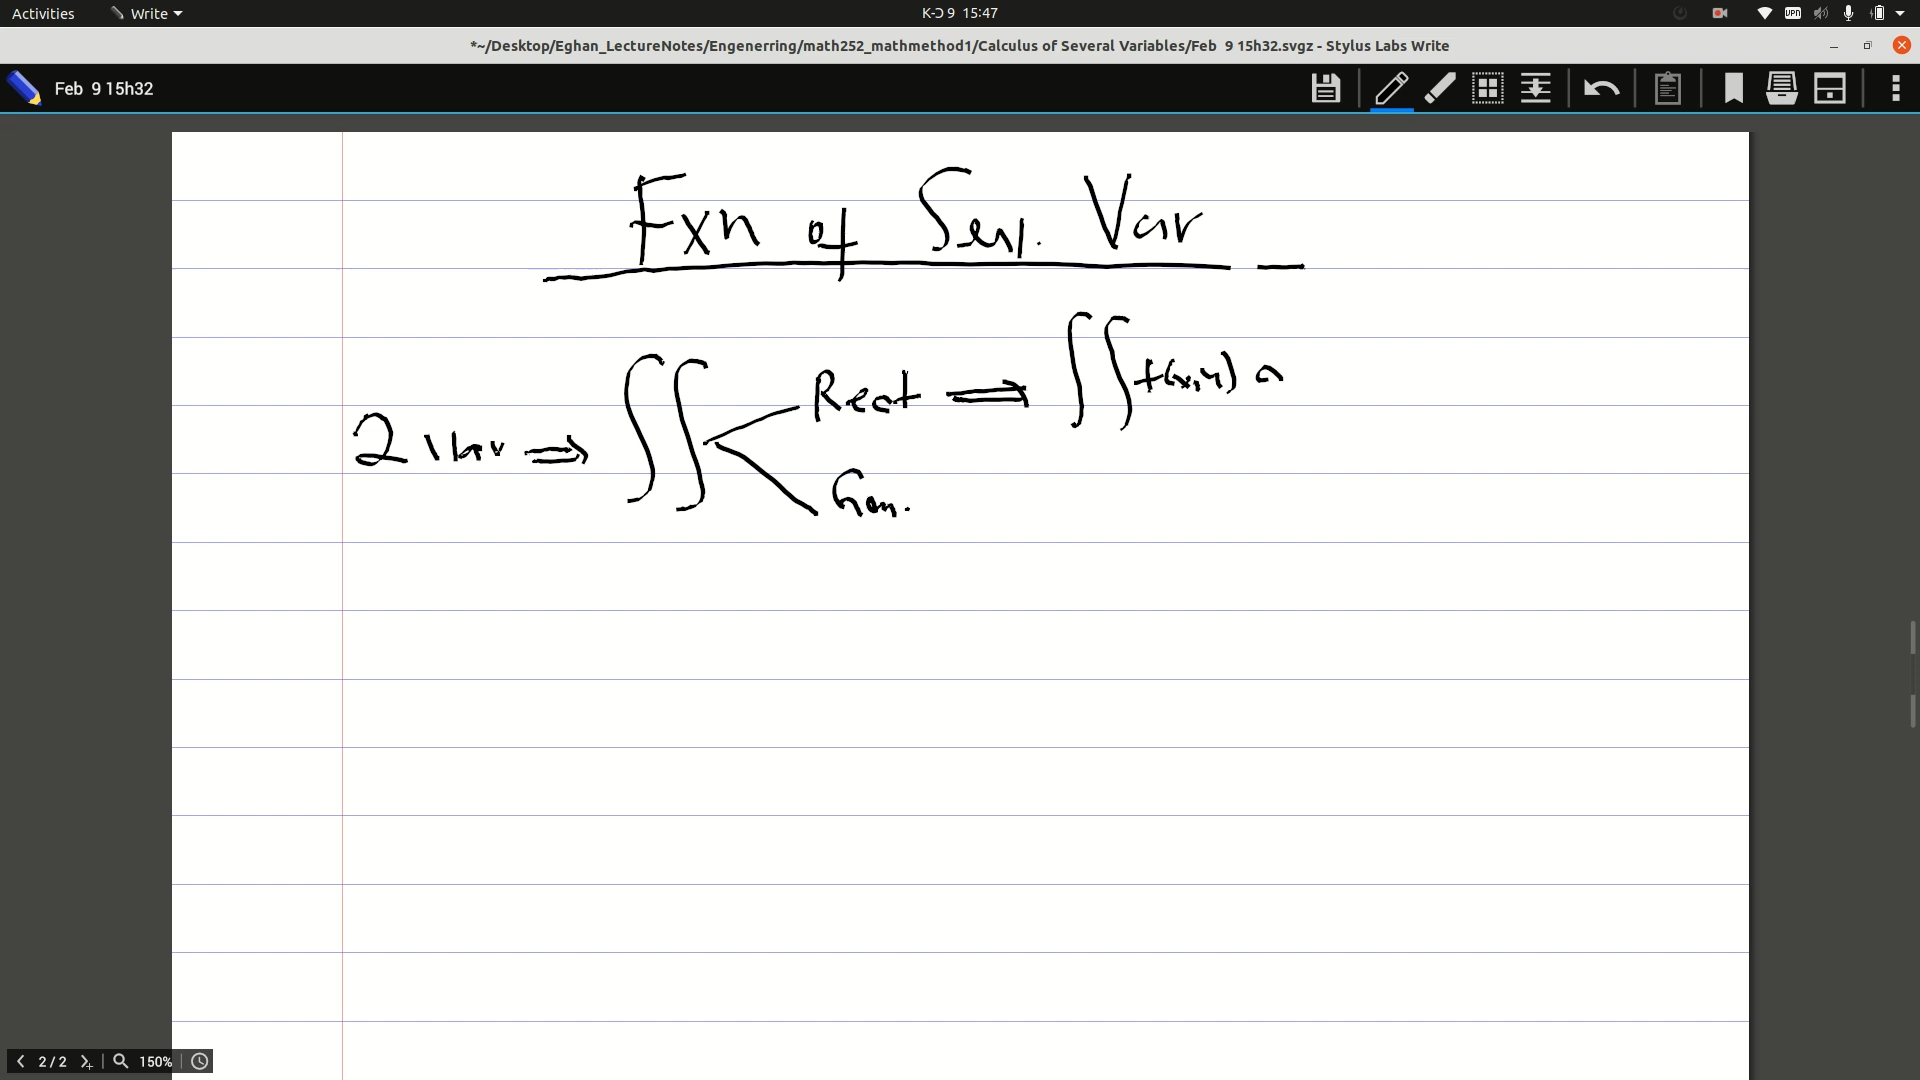 Activities Write K-Ɔ 9 15:47
*~/Desktop/Eghan_LectureNotes/Engenerring/math252_mathmethod1/Calculus of Several Variables/Feb 9 15h32.svgz - Stylus Labs Write
Feb 9 15h32
Fxn of Sev. Var
2 Var ⇒ ∬ Rect ⇒ ∬ f(x,y)
Gen.
2 / 2 150%